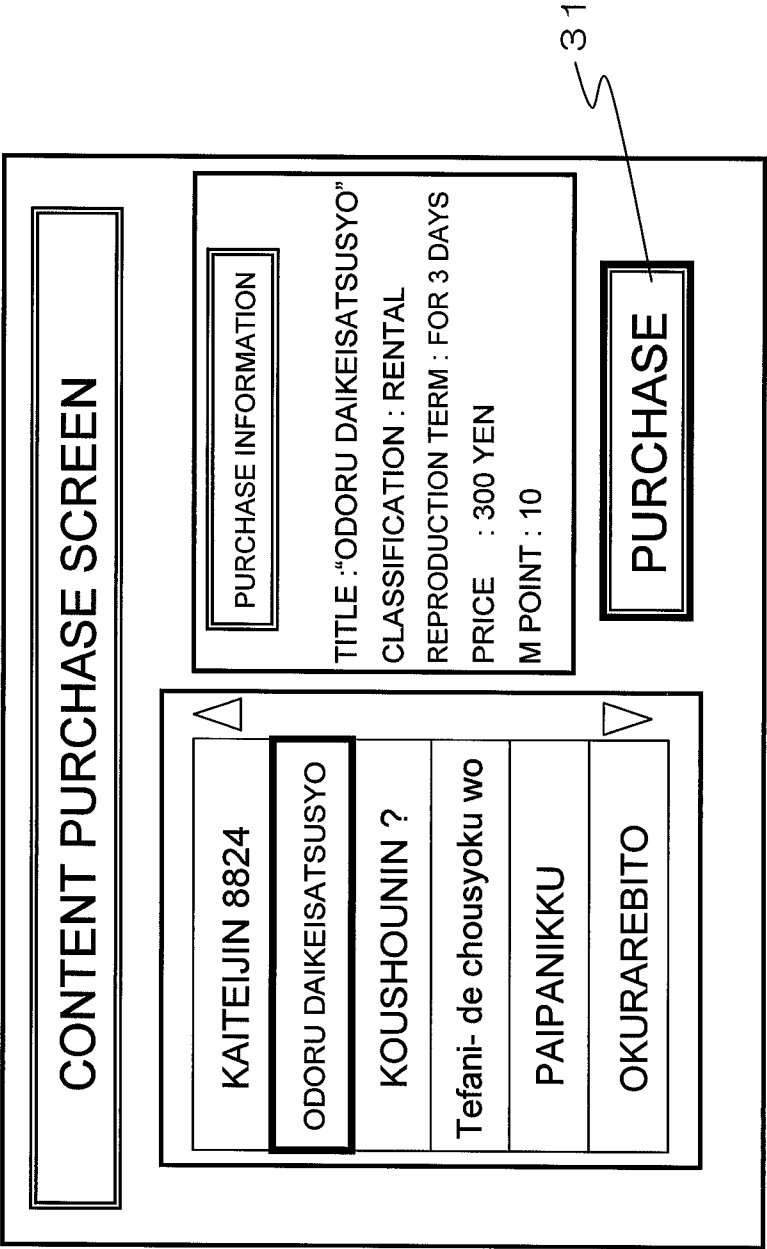 CONTENT PURCHASE SCREEN
KAITEIJIN 8824
ODORU DAIKEISATSUSYO
KOUSHOUNIN ?
Tefani- de chousyoku wo
PAIPANIKKU
OKURAREBITO
PURCHASE INFORMATION
TITLE :“ODORU DAIKEISATSUSYO”
CLASSIFICATION : RENTAL
REPRODUCTION TERM : FOR 3 DAYS
PRICE : 300 YEN
M POINT : 10
PURCHASE
31